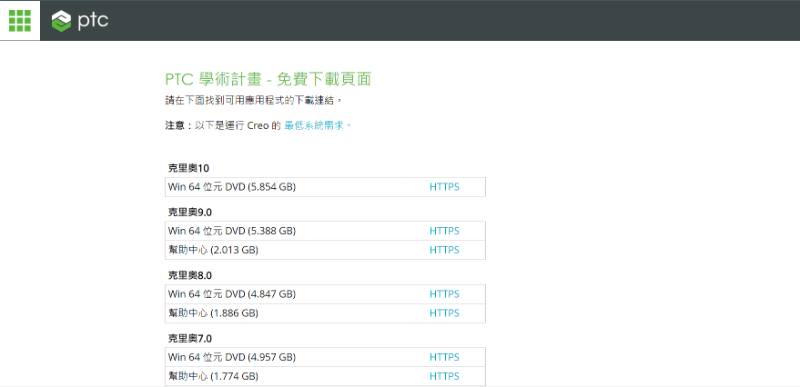 ptc
PTC 學術計畫 - 免費下載頁面
請在下面找到可用應用程式的下載連結。
注意：以下是運行 Creo 的 最低系統需求。
克里奧10
Win 64 位元 DVD (5.854 GB) HTTPS
克里奧9.0
Win 64 位元 DVD (5.388 GB) HTTPS
幫助中心 (2.013 GB) HTTPS
克里奧8.0
Win 64 位元 DVD (4.847 GB) HTTPS
幫助中心 (1.886 GB) HTTPS
克里奧7.0
Win 64 位元 DVD (4.957 GB) HTTPS
幫助中心 (1.774 GB) HTTPS